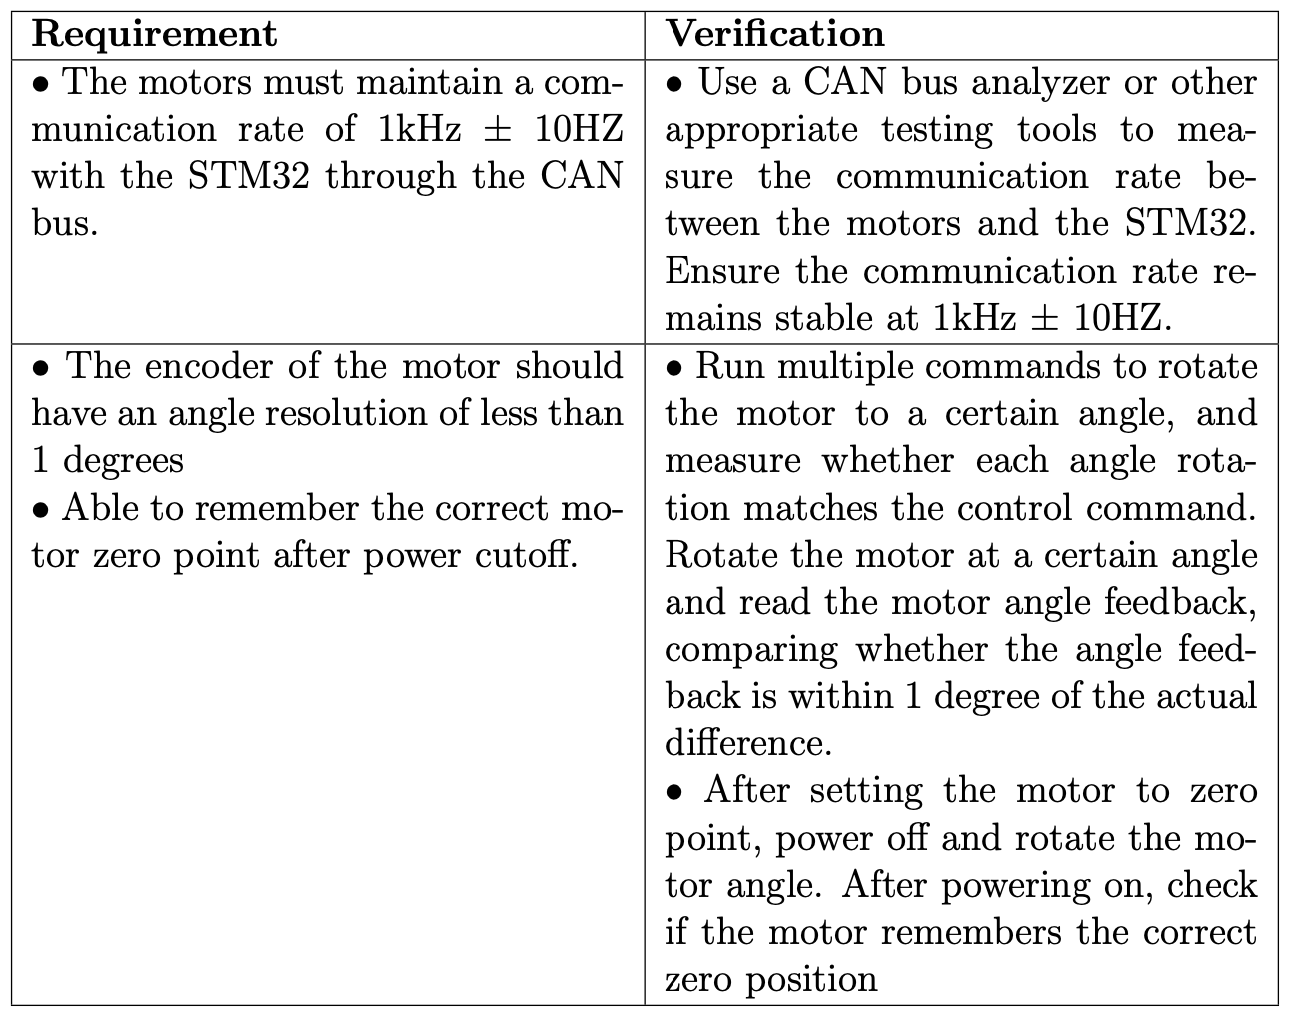 Requirement
• The motors must maintain a com-
munication rate of 1kHz ± 10HZ
with the STM32 through the CAN
bus.
Verification
• Use a CAN bus analyzer or other
appropriate testing tools to mea-
sure the communication rate be-
tween the motors and the STM32.
Ensure the communication rate re-
mains stable at 1kHz ± 10HZ.
• The encoder of the motor should
have an angle resolution of less than
1 degrees
• Able to remember the correct mo-
tor zero point after power cutoff.
• Run multiple commands to rotate
the motor to a certain angle, and
measure whether each angle rota-
tion matches the control command.
Rotate the motor at a certain angle
and read the motor angle feedback,
comparing whether the angle feed-
back is within 1 degree of the actual
difference.
• After setting the motor to zero
point, power off and rotate the mo-
tor angle. After powering on, check
if the motor remembers the correct
zero position